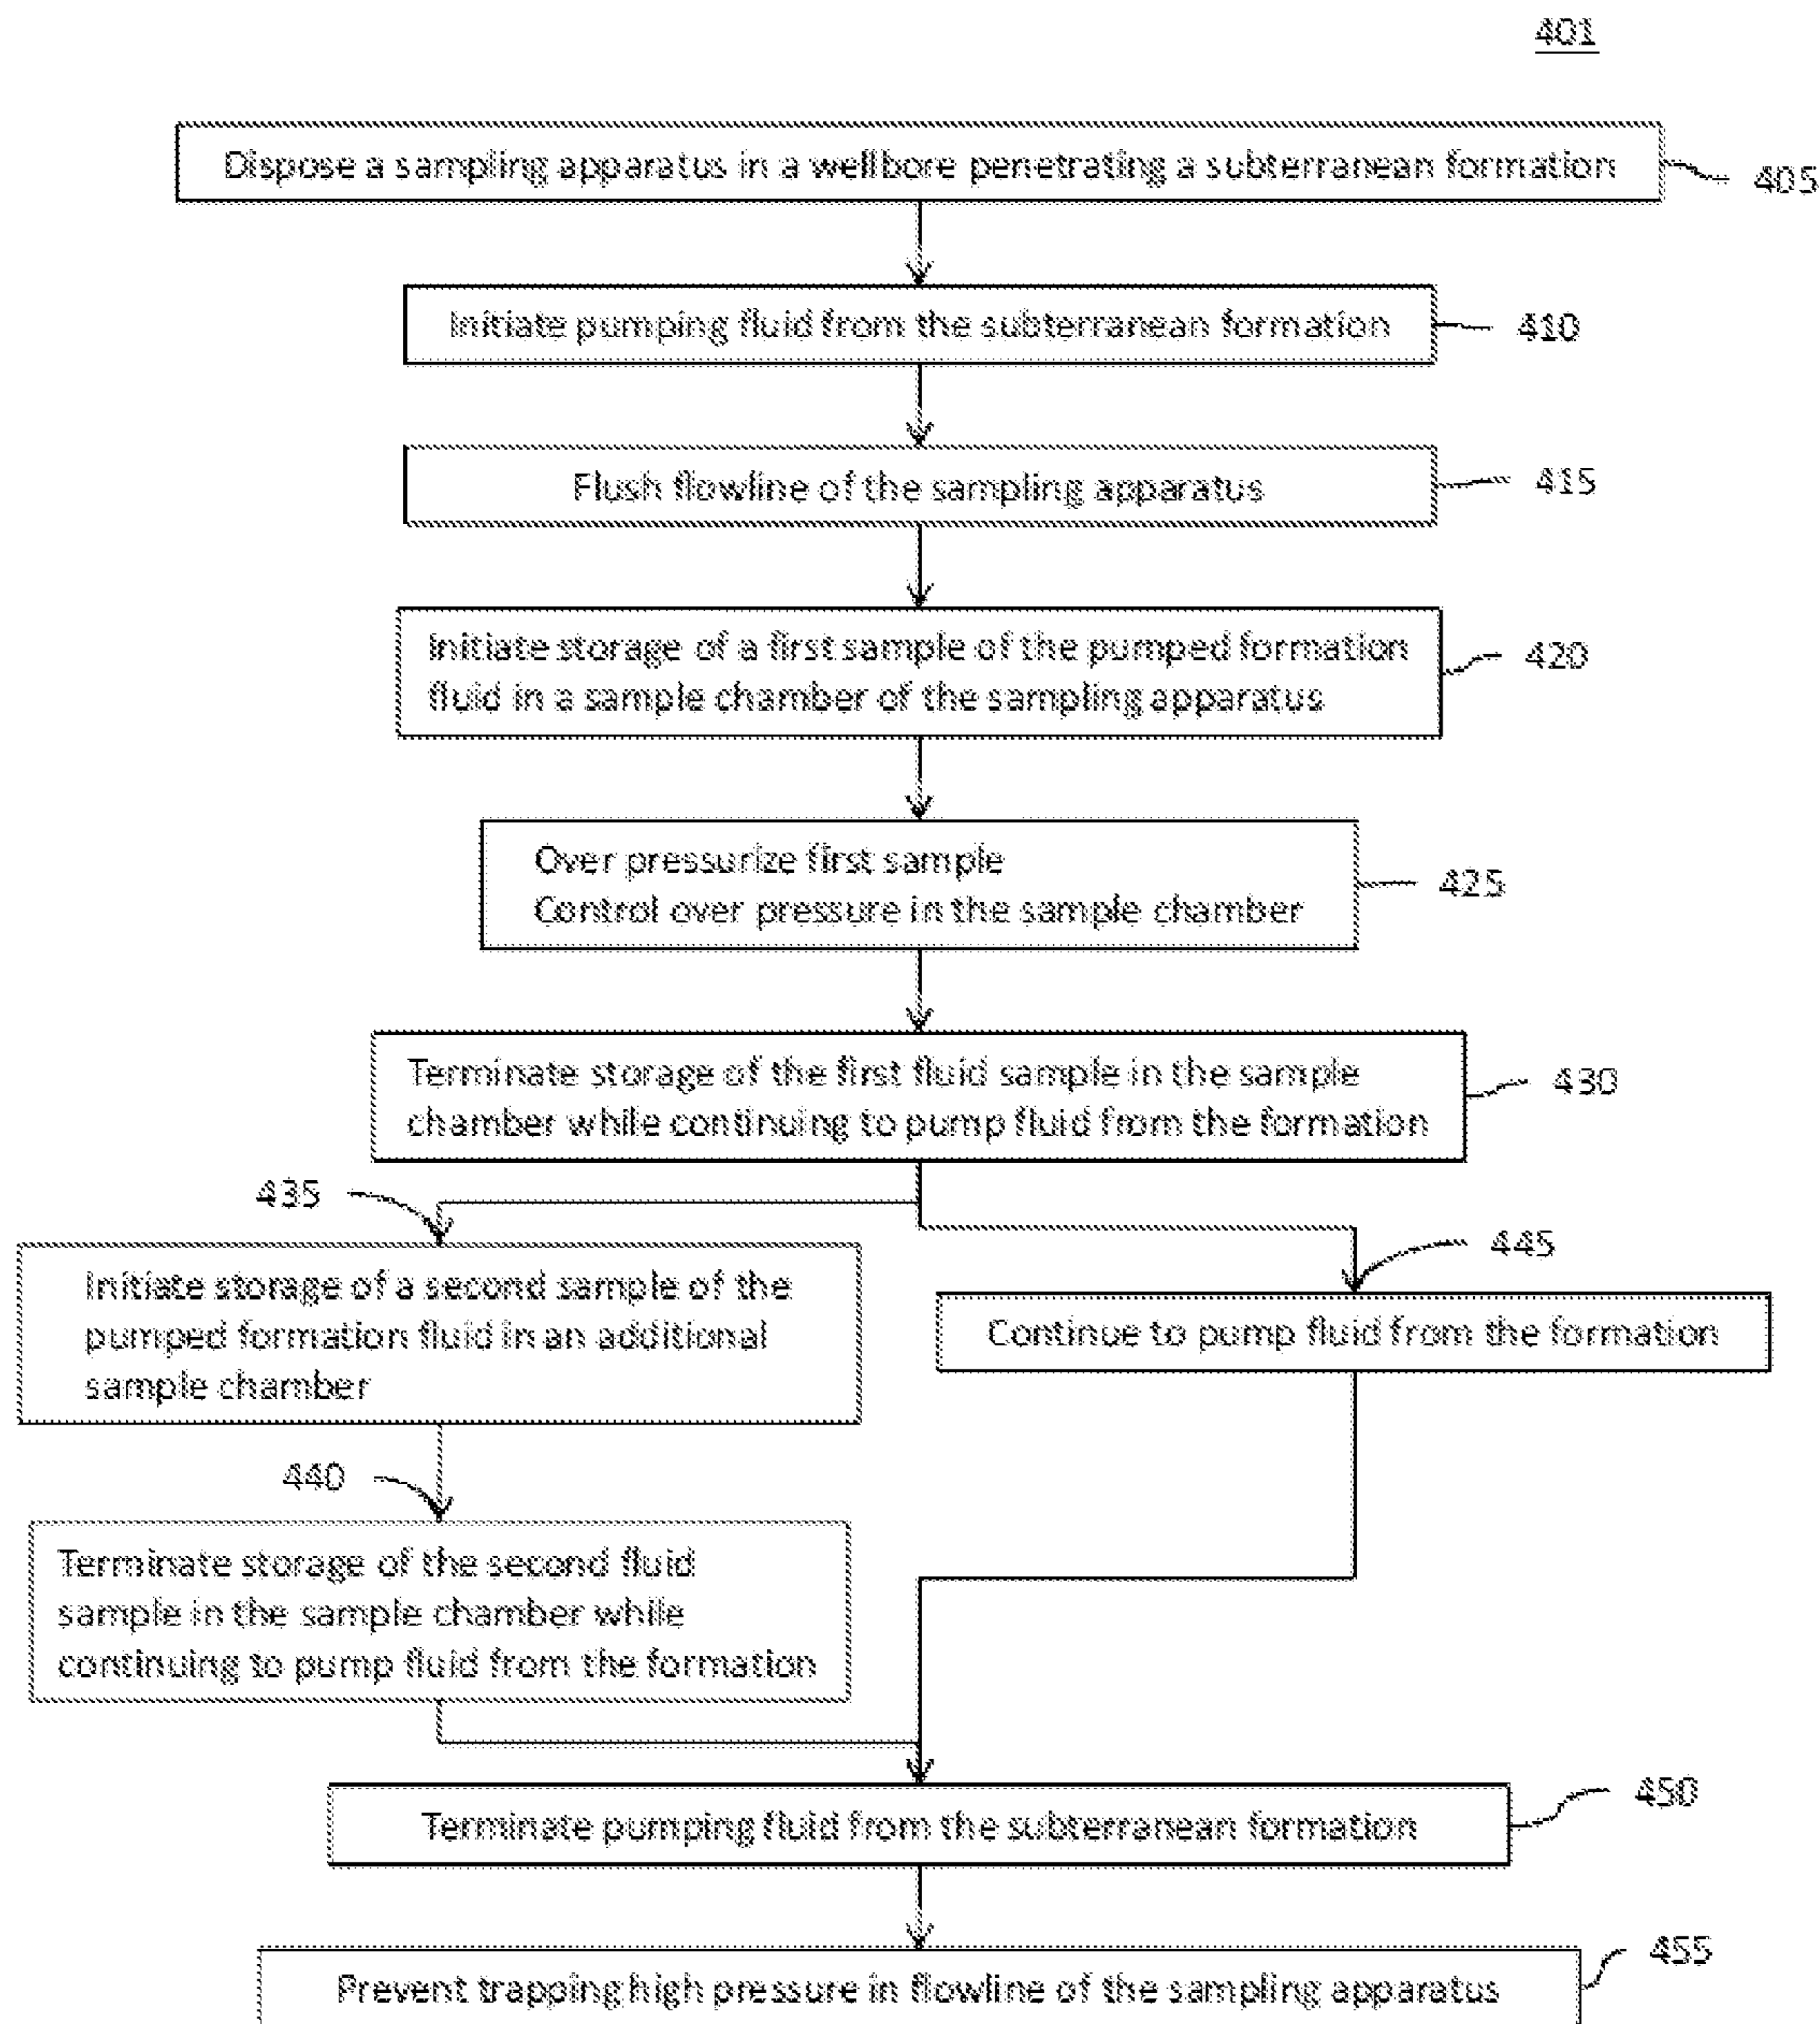 401
Dispose a sampling apparatus in a wellbore penetrating a subterranean formation
405
Initiate pumping fluid from the subterranean formation
410
Flush flowline of the sampling apparatus
415
Initiate storage of a first sample of the pumped formation
fluid in a sample chamber of the sampling apparatus
420
Over pressurize first sample
Control over pressure in the sample chamber
425
Terminate storage of the first fluid sample in the sample
chamber while continuing to pump fluid from the formation
430
435
Initiate storage of a second sample of the
pumped formation fluid in an additional
sample chamber
445
Continue to pump fluid from the formation
440
Terminate storage of the second fluid
sample in the sample chamber while
continuing to pump fluid from the formation
Terminate pumping fluid from the subterranean formation
450
Prevent trapping high pressure in flowline of the sampling apparatus
455